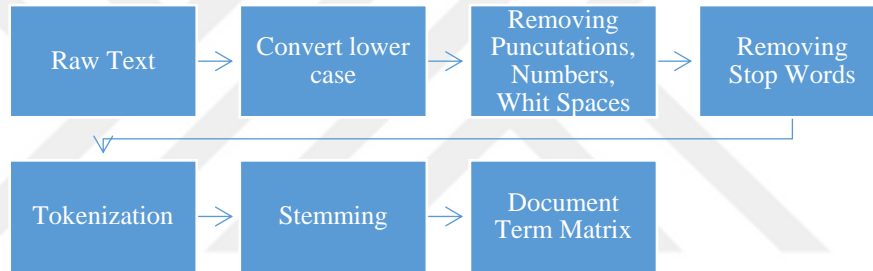 Raw Text
Convert lower
case
Removing
Puncutations,
Numbers,
Whit Spaces
Removing
Stop Words
Tokenization
Stemming
Document
Term Matrix